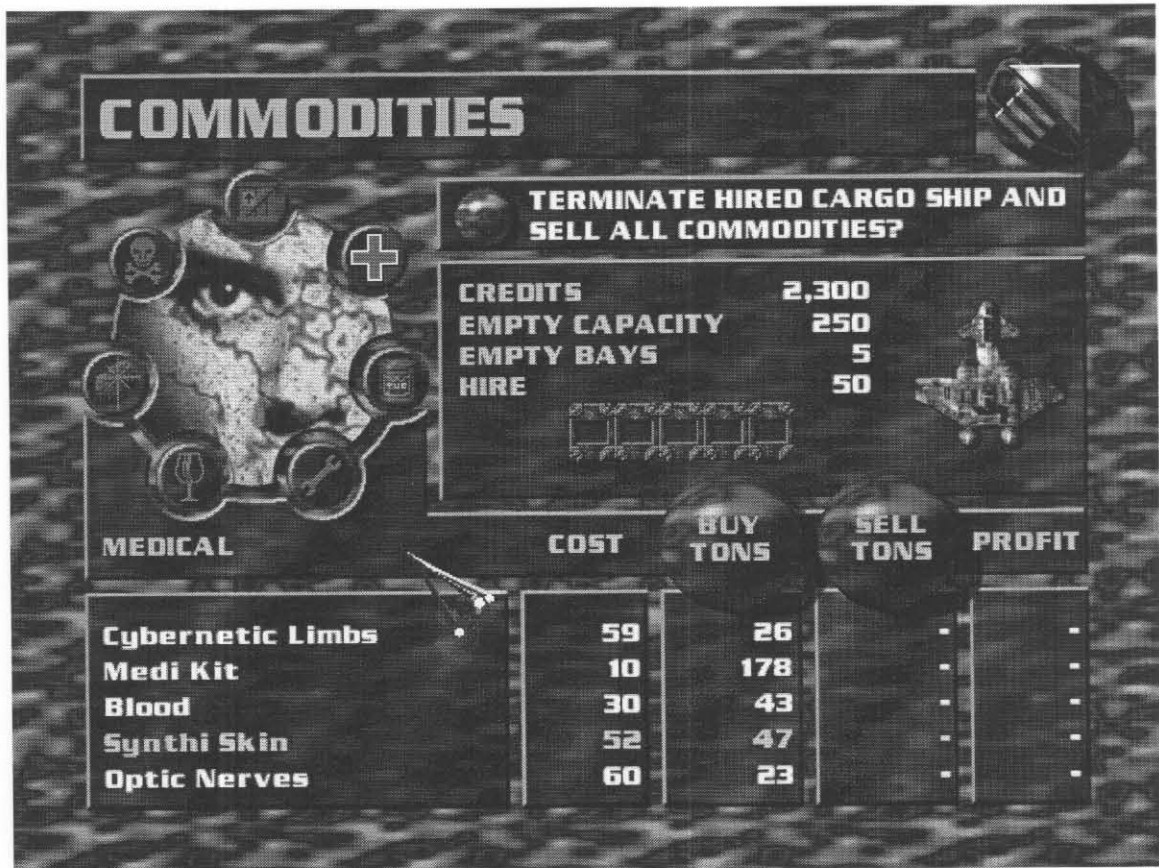 COMMODITIES
TERMINATE HIRED CARGO SHIP AND
SELL ALL COMMODITIES?
CREDITS 2,300
EMPTY CAPACITY 250
EMPTY BAYS 5
HIRE 50
MEDICAL COST BUY TONS SELL TONS PROFIT
Cybernetic Limbs 59 26 - -
Medi Kit 10 178 - -
Blood 30 43 - -
Synthi Skin 52 47 - -
Optic Nerves 60 23 - -